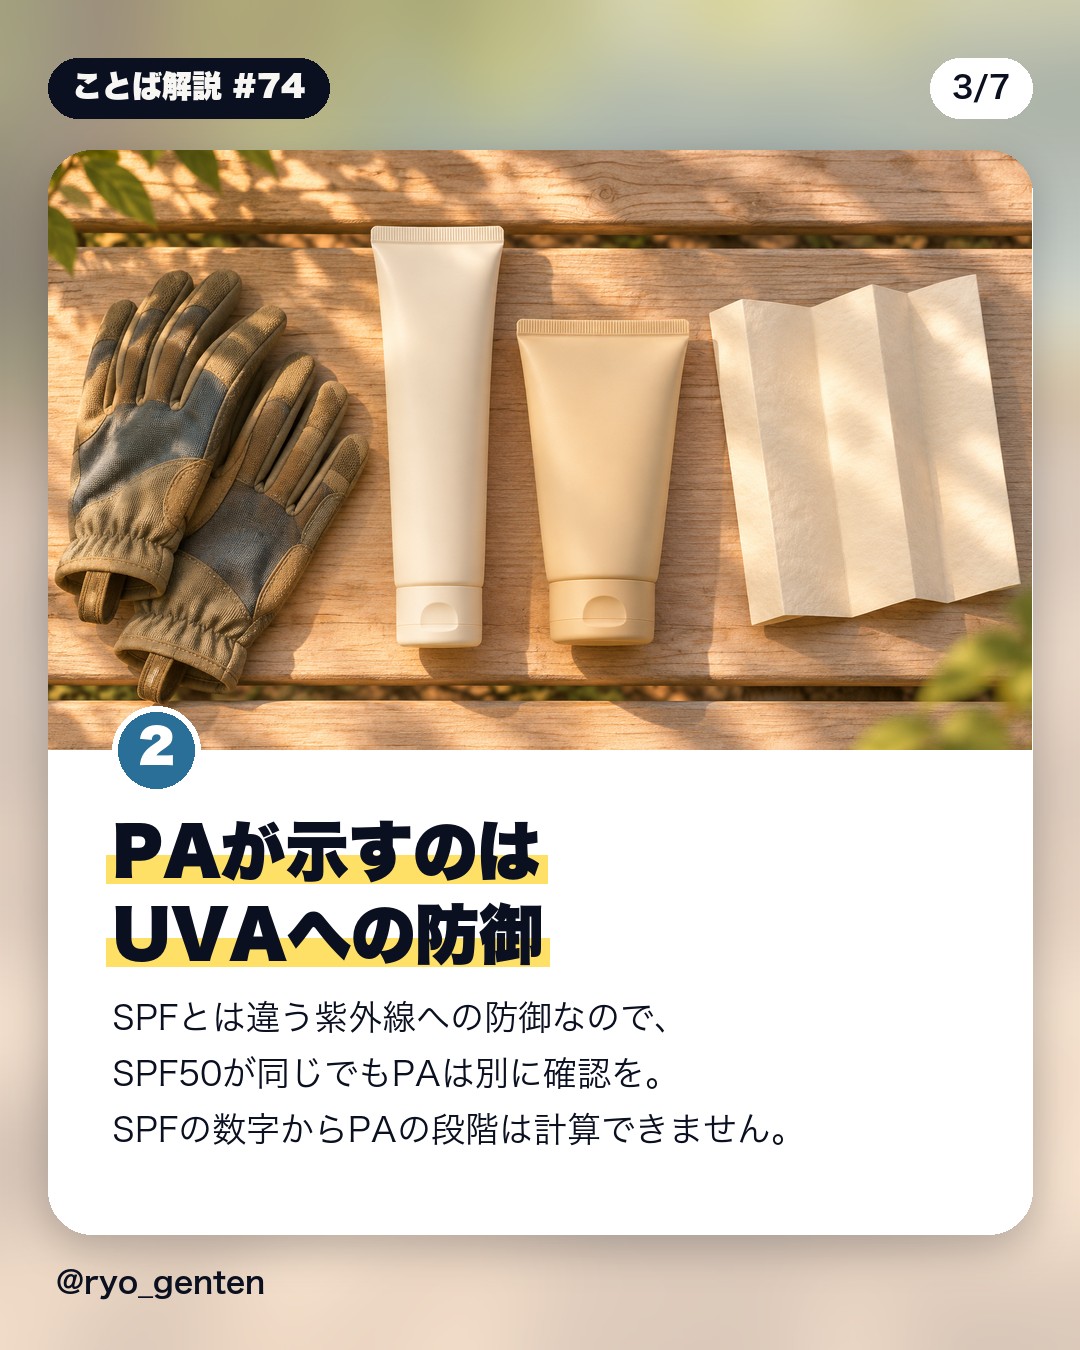 ことば解説 #74
3/7
2
PAが示すのは
UVAへの防御
SPFとは違う紫外線への防御なので、
SPF50が同じでもPAは別に確認を。
SPFの数字からPAの段階は計算できません。
@ryo_genten